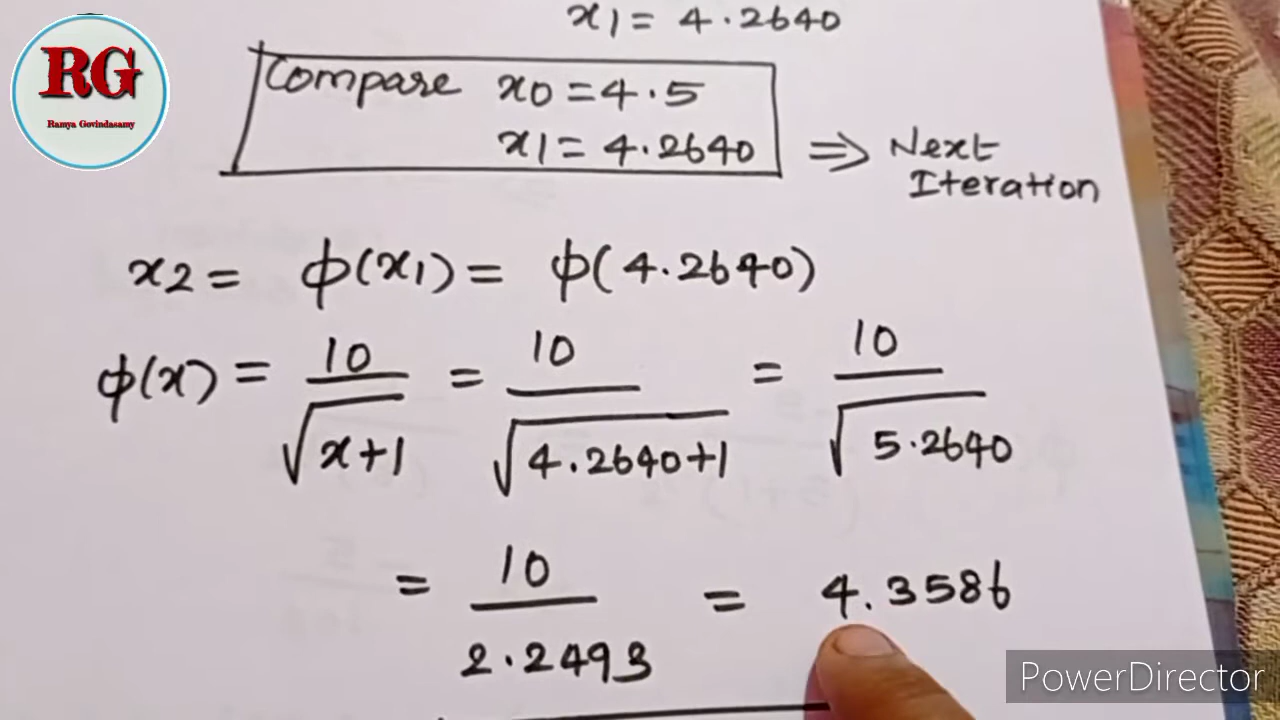 x1 = 4.2640
RG
Ramya Govindasamy
Compare x0 = 4.5
x1 = 4.2640 ⇒ Next
Iteration
x2 = ϕ(x1) = ϕ(4.2640)
ϕ(x) = 10/√x+1 = 10/√4.2640+1 = 10/√5.2640
= 10/2.2493 = 4.3586
PowerDirector